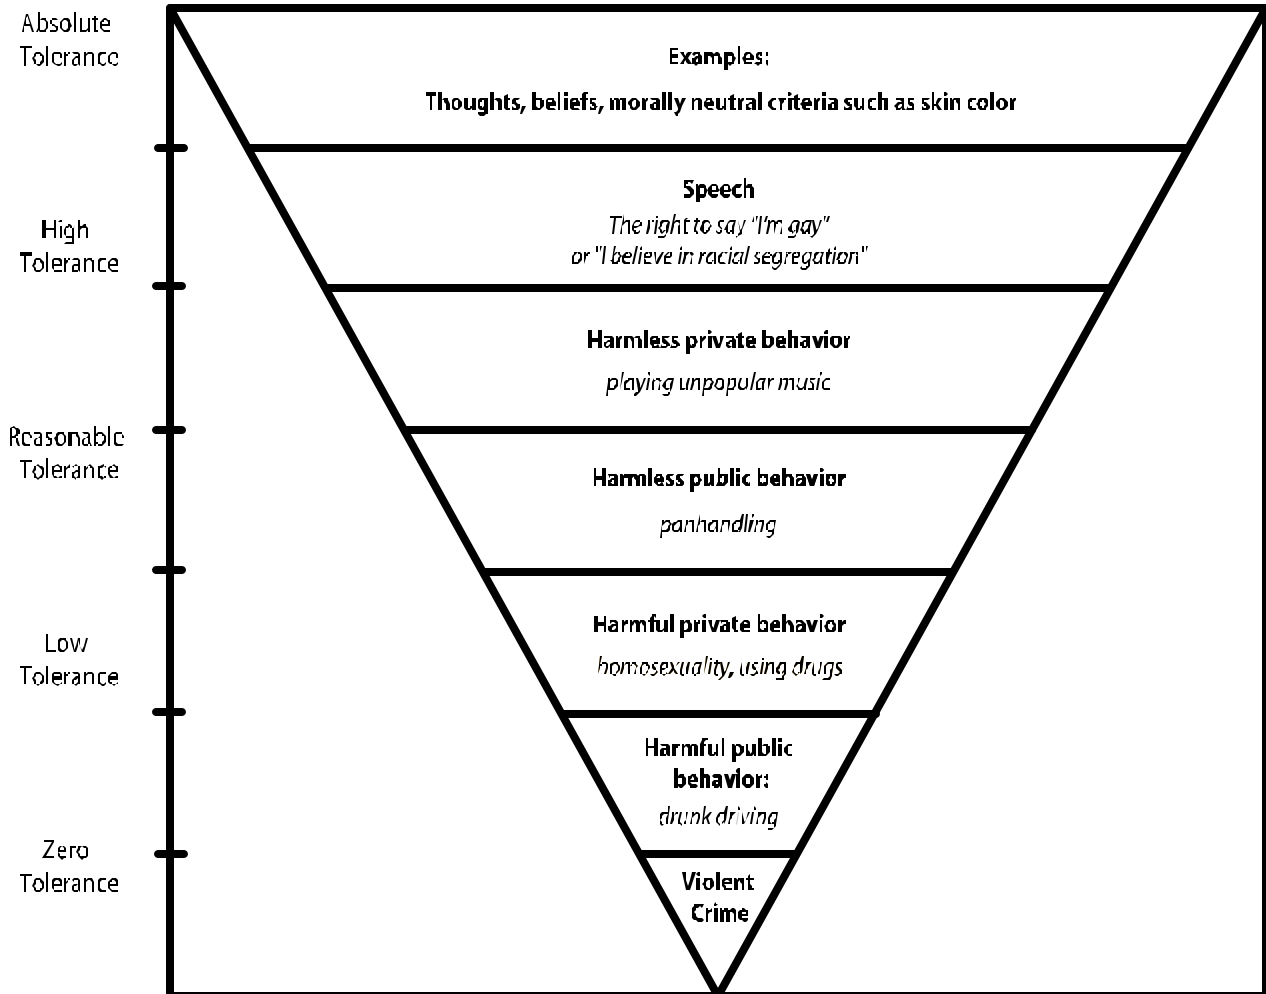 Absolute
Tolerance
Examples:
Thoughts, beliefs, morally neutral criteria such as skin color
High
Tolerance
Speech
The right to say "I'm gay"
or "I believe in racial segregation"
Harmless private behavior
playing unpopular music
Reasonable
Tolerance
Harmless public behavior
panhandling
Low
Tolerance
Harmful private behavior
homosexuality, using drugs
Harmful public
behavior:
drunk driving
Zero
Tolerance
Violent
Crime